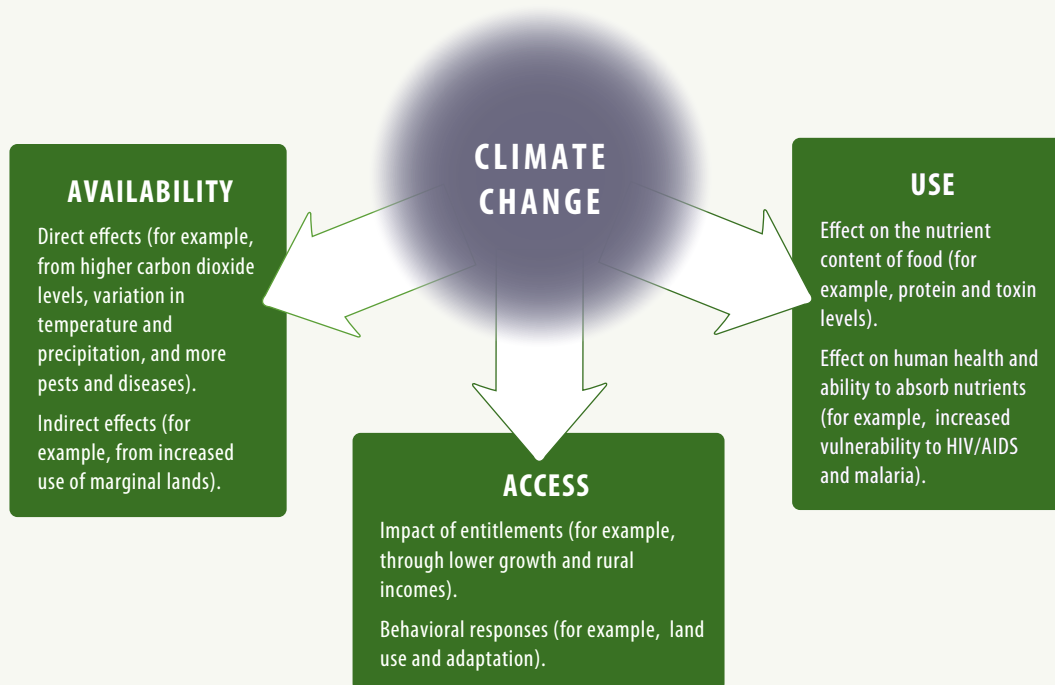 CLIMATE
CHANGE
AVAILABILITY
Direct effects (for example,
from higher carbon dioxide
levels, variation in
temperature and
precipitation, and more
pests and diseases).
Indirect effects (for
example, from increased
use of marginal lands).
ACCESS
Impact of entitlements (for example,
through lower growth and rural
incomes).
Behavioral responses (for example, land
use and adaptation).
USE
Effect on the nutrient
content of food (for
example, protein and toxin
levels).
Effect on human health and
ability to absorb nutrients
(for example, increased
vulnerability to HIV/AIDS
and malaria).